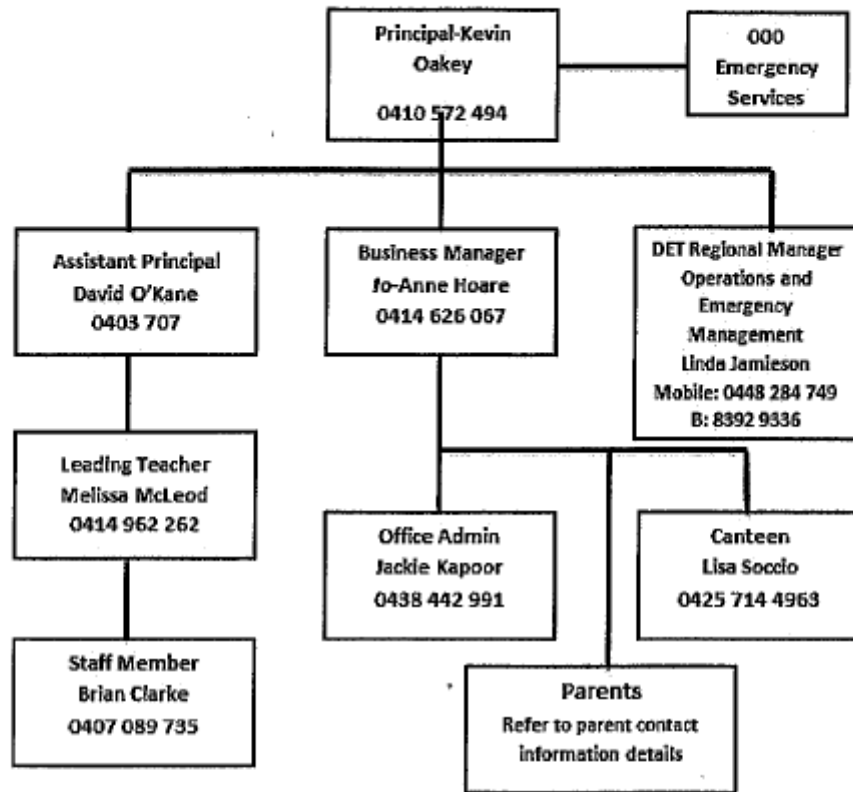 Principal-Kevin
Oakey
0410 572 494
000
Emergency
Services
Assistant Principal
David O'Kane
0403 707
Business Manager
Jo-Anne Hoare
0414 626 067
DET Regional Manager
Operations and
Emergency
Management
Linda Jamieson
Mobile: 0448 284 749
B: 8392 9336
Leading Teacher
Melissa McLeod
0414 962 262
Office Admin
Jackie Kapoor
0438 442 991
Canteen
Lisa Soccio
0425 714 4963
Staff Member
Brian Clarke
0407 089 735
Parents
Refer to parent contact
information details